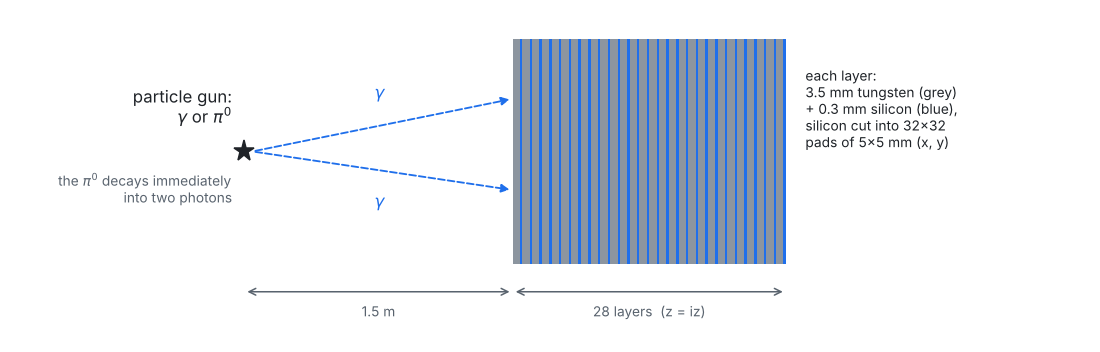 particle gun:
γ or π⁰
the π⁰ decays immediately
into two photons
γ
γ
each layer:
3.5 mm tungsten (grey)
+ 0.3 mm silicon (blue),
silicon cut into 32×32
pads of 5×5 mm (x, y)
1.5 m
28 layers (z = iz)